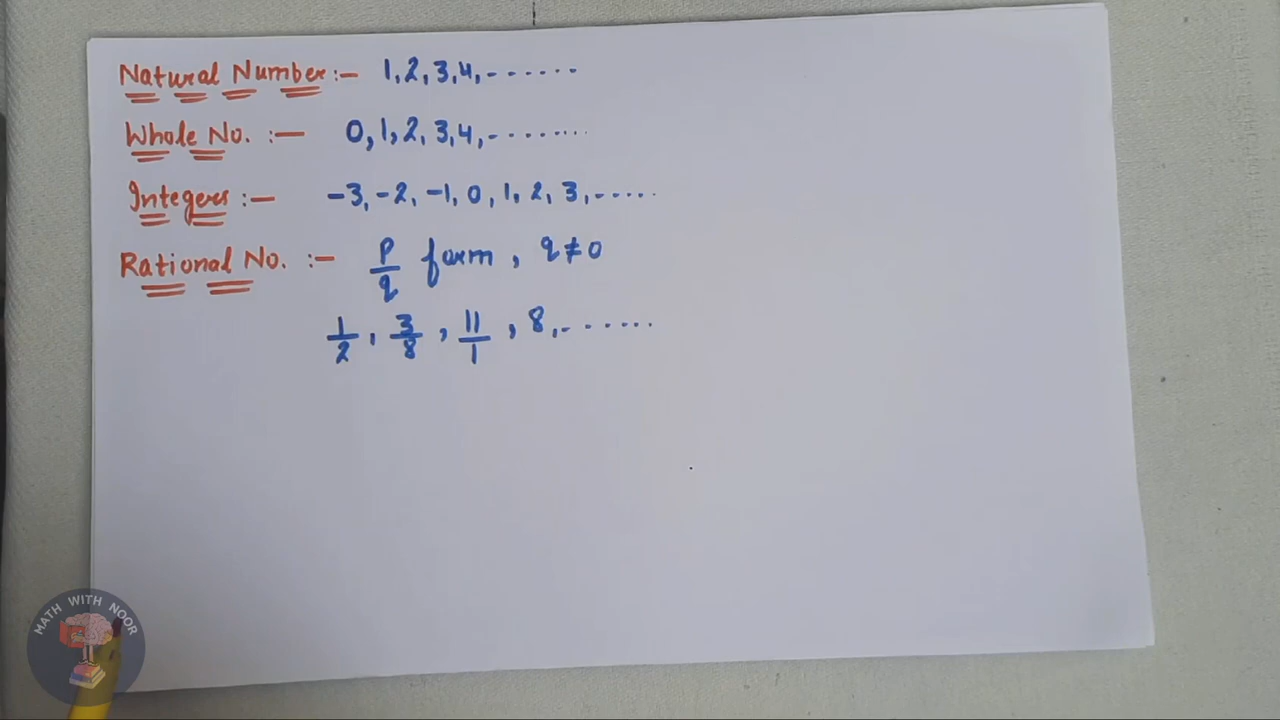 Natural Number :- 1, 2, 3, 4, - - - - - -
Whole No. :- 0, 1, 2, 3, 4, - - - - - - - -
Integers :- -3, -2, -1, 0, 1, 2, 3, - - - - -
Rational No. :- P/q form, q ≠ 0
1/2, 3/8, 11/1, 8, - - - - - - -
MATH WITH NOOR